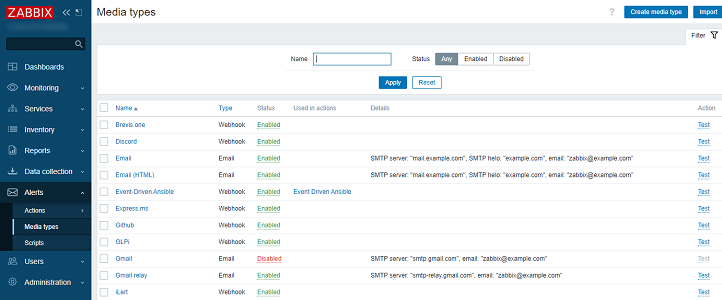 ZABBIX
Media types
?
Create media type
Import
Filter
Name
Status
Any
Enabled
Disabled
Apply
Reset
Dashboards
Monitoring
Services
Inventory
Reports
Data collection
Alerts
Actions
Media types
Scripts
Users
Administration
Name Type Status Used in actions Details Action
Brevis.one Webhook Enabled Test
Discord Webhook Enabled Test
Email Email Enabled SMTP server: "mail.example.com", SMTP helo: "example.com", email: "zabbix@example.com" Test
Email (HTML) Email Enabled SMTP server: "mail.example.com", SMTP helo: "example.com", email: "zabbix@example.com" Test
Event-Driven Ansible Webhook Enabled Event Driven Ansible Test
Express.ms Webhook Enabled Test
Github Webhook Enabled Test
GLPi Webhook Enabled Test
Gmail Email Disabled SMTP server: "smtp.gmail.com", email: "zabbix@example.com" Test
Gmail relay Email Enabled SMTP server: "smtp-relay.gmail.com", email: "zabbix@example.com" Test
iLert Webhook Enabled Test